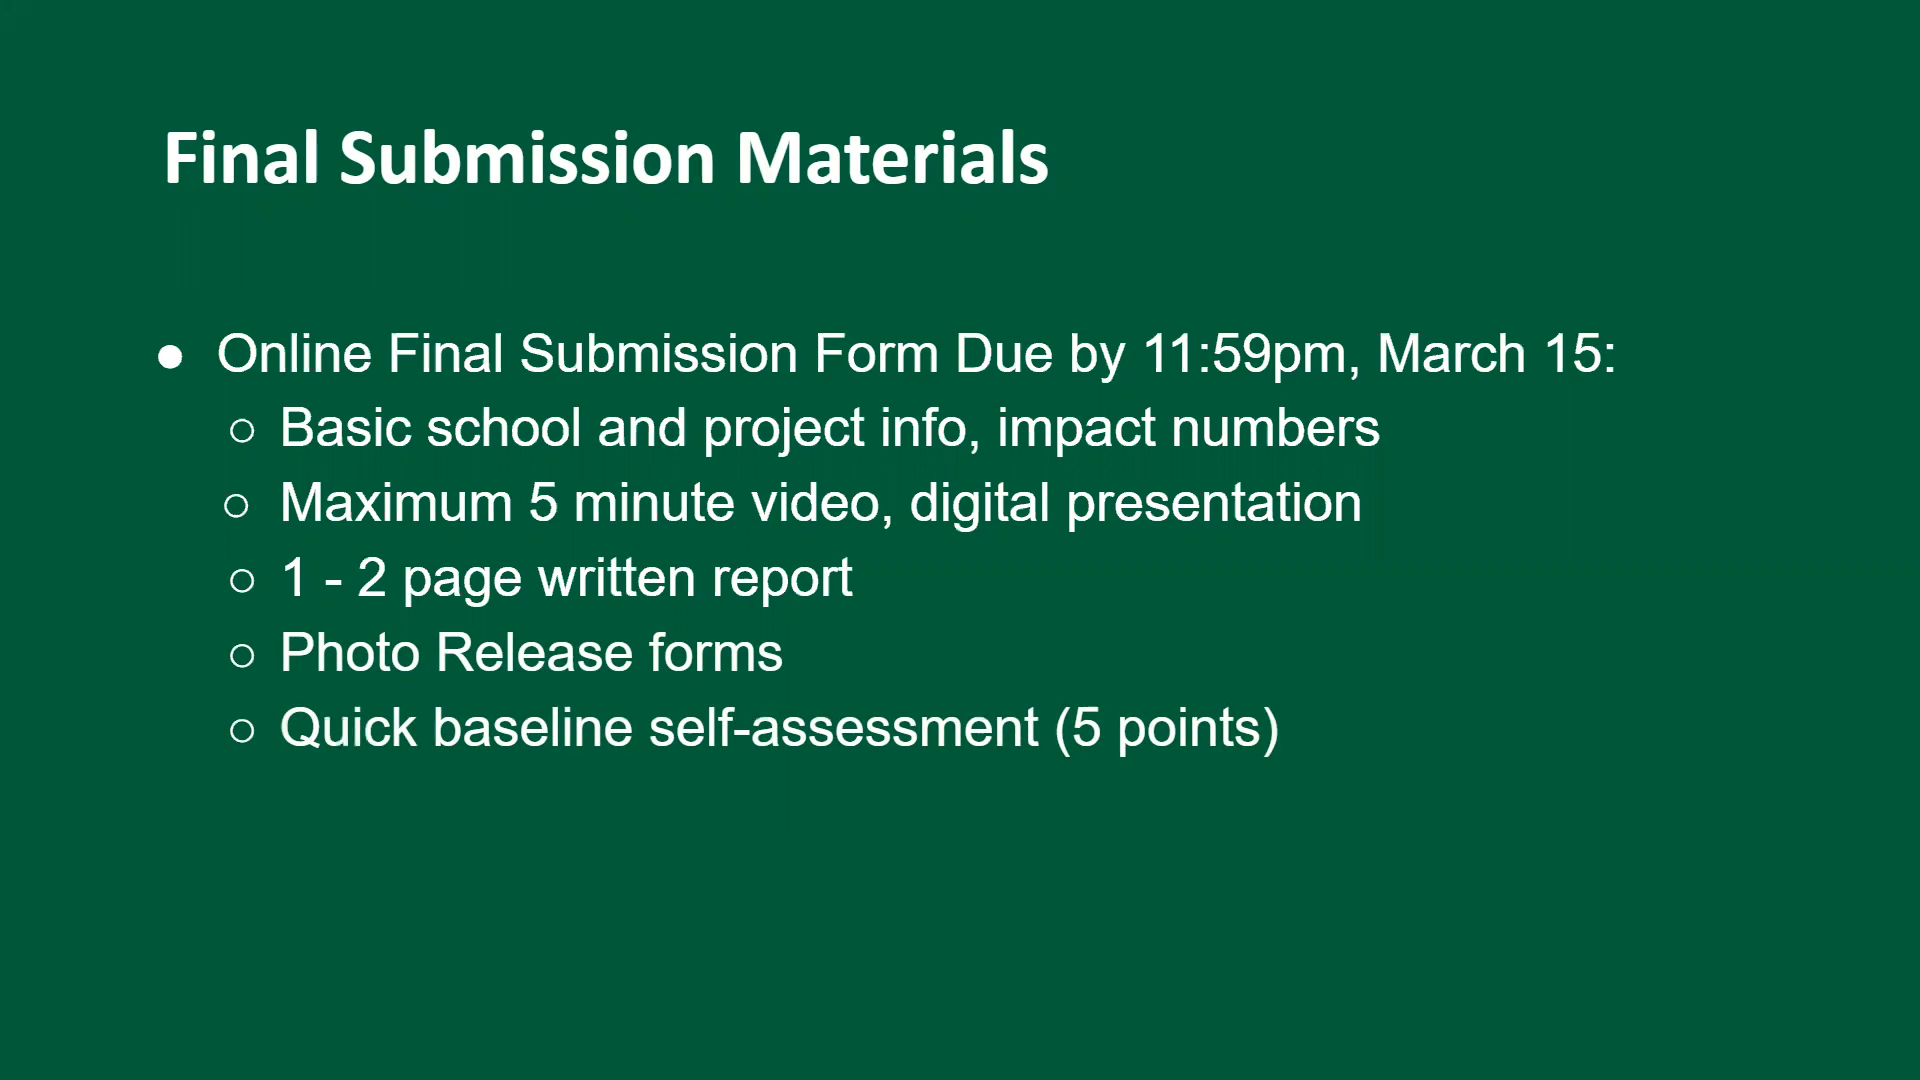 Final Submission Materials
● Online Final Submission Form Due by 11:59pm, March 15:
○ Basic school and project info, impact numbers
○ Maximum 5 minute video, digital presentation
○ 1 - 2 page written report
○ Photo Release forms
○ Quick baseline self-assessment (5 points)